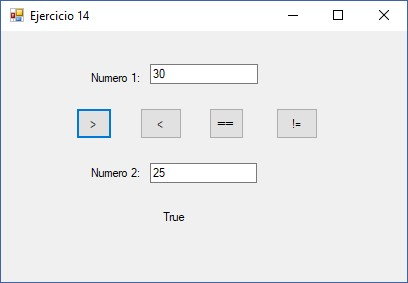 Ejercicio 14
Numero 1: 30
> < == !=
Numero 2: 25
True